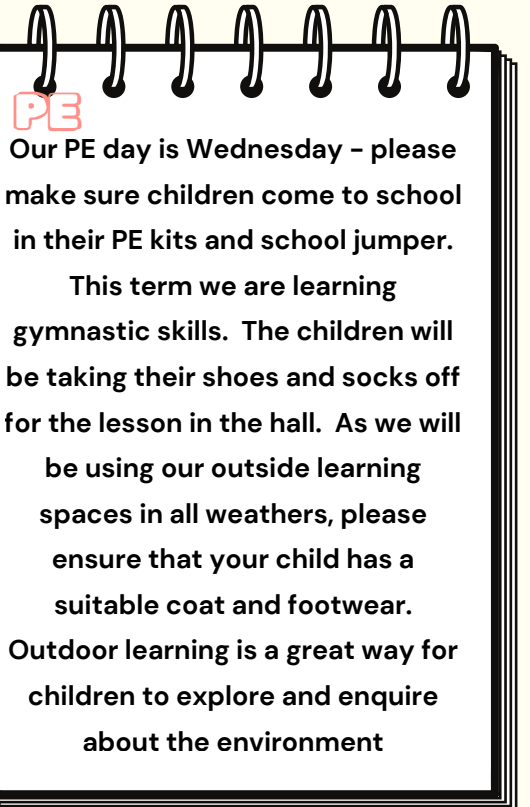 PE
Our PE day is Wednesday - please
make sure children come to school
in their PE kits and school jumper.
This term we are learning
gymnastic skills.  The children will
be taking their shoes and socks off
for the lesson in the hall.  As we will
be using our outside learning
spaces in all weathers, please
ensure that your child has a
suitable coat and footwear.
Outdoor learning is a great way for
children to explore and enquire
about the environment